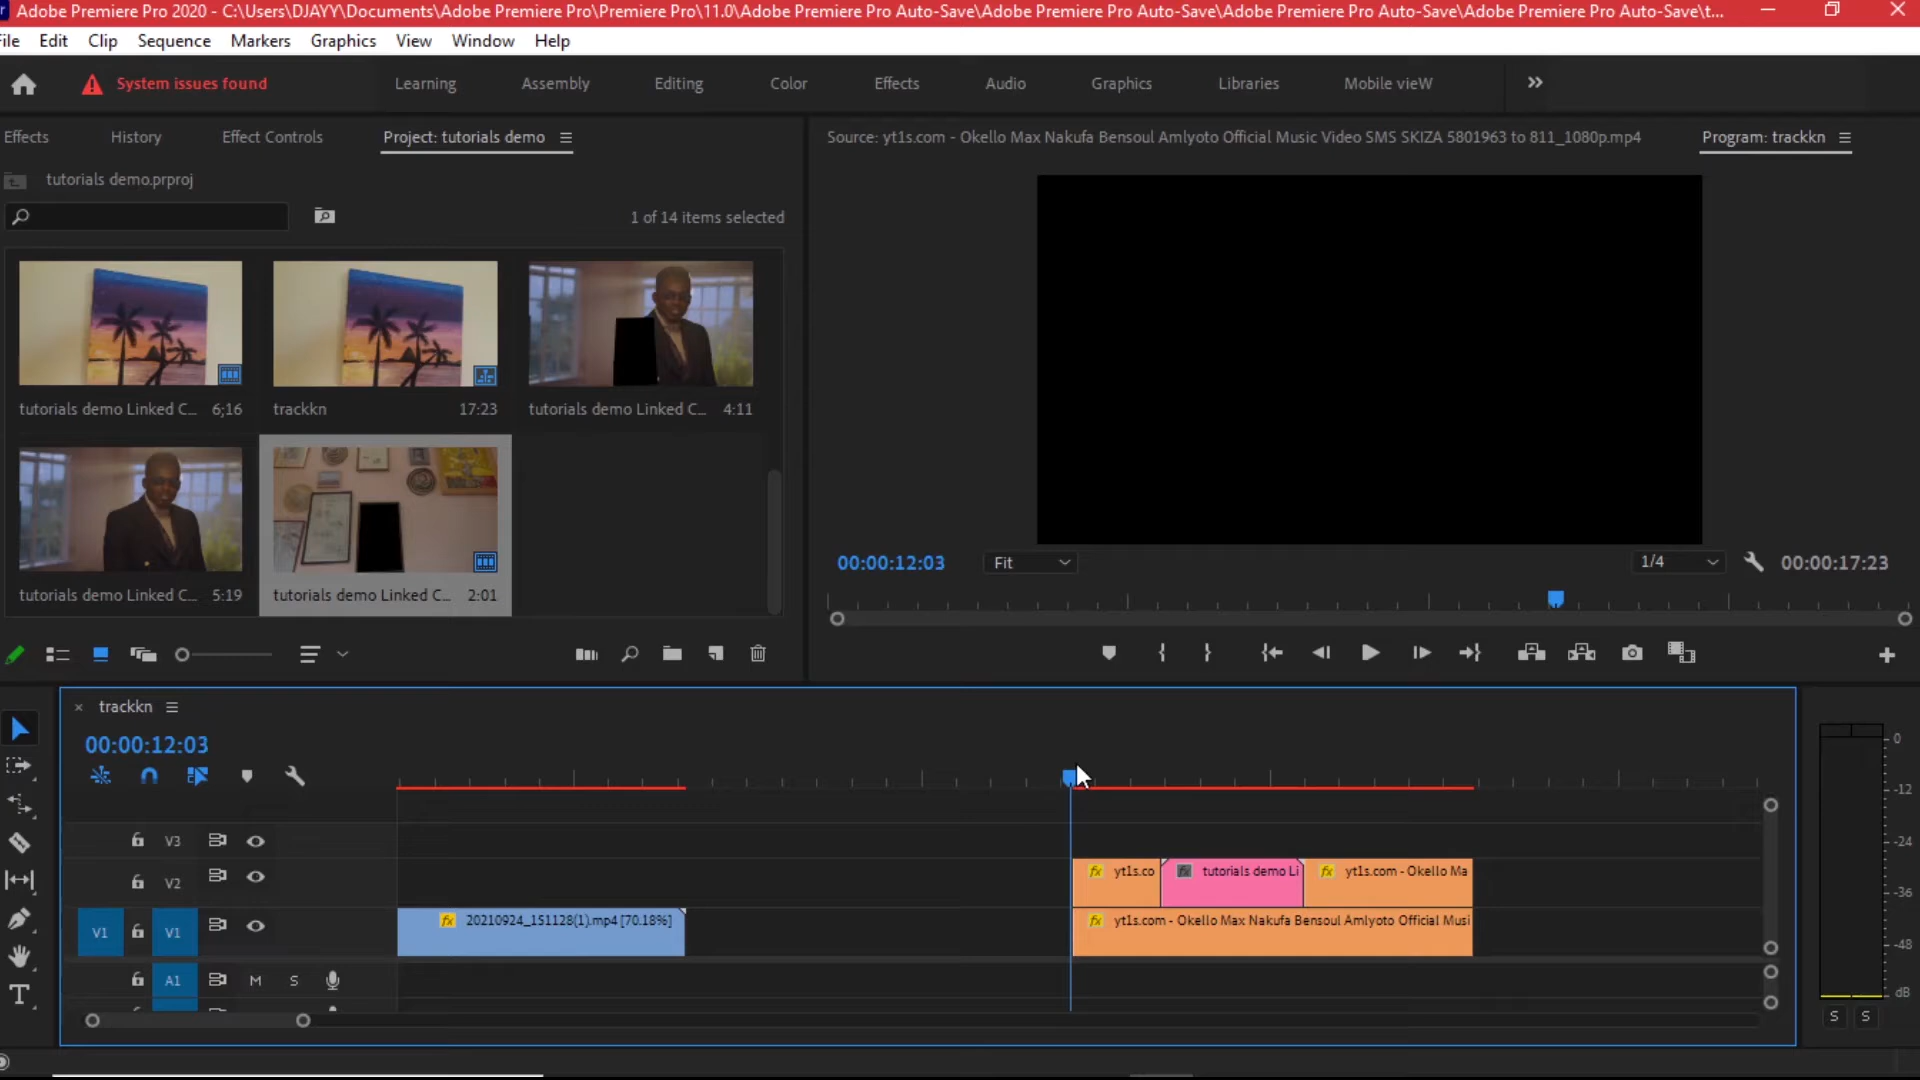 Adobe Premiere Pro 2020 - C:\Users\DJAYY\Documents\Adobe Premiere Pro\Premiere Pro\11.0\Adobe Premiere Pro Auto-Save\Adobe Premiere Pro Auto-Save\Adobe Premiere Pro Auto-Save\Adobe Premiere Pro Auto-Save\t...
File Edit Clip Sequence Markers Graphics View Window Help
System issues found Learning Assembly Editing Color Effects Audio Graphics Libraries Mobile vieW
Effects History Effect Controls Project: tutorials demo
Source: yt1s.com - Okello Max Nakufa Bensoul Amlyoto Official Music Video SMS SKIZA 5801963 to 811_1080p.mp4 Program: trackkn
tutorials demo.prproj
1 of 14 items selected
tutorials demo Linked C... 6;16 trackkn 17:23 tutorials demo Linked C... 4:11
tutorials demo Linked C... 5:19 tutorials demo Linked C... 2:01
00:00:12:03 Fit 1/4 00:00:17:23
trackkn
00:00:12:03
V3
V2 yt1s.co tutorials demo Li yt1s.com - Okello Ma
V1 V1 20210924_151128(1).mp4 [70.18%] yt1s.com - Okello Max Nakufa Bensoul Amlyoto Official Musi
A1 M S
0
-12
-24
-36
-48
dB
S S